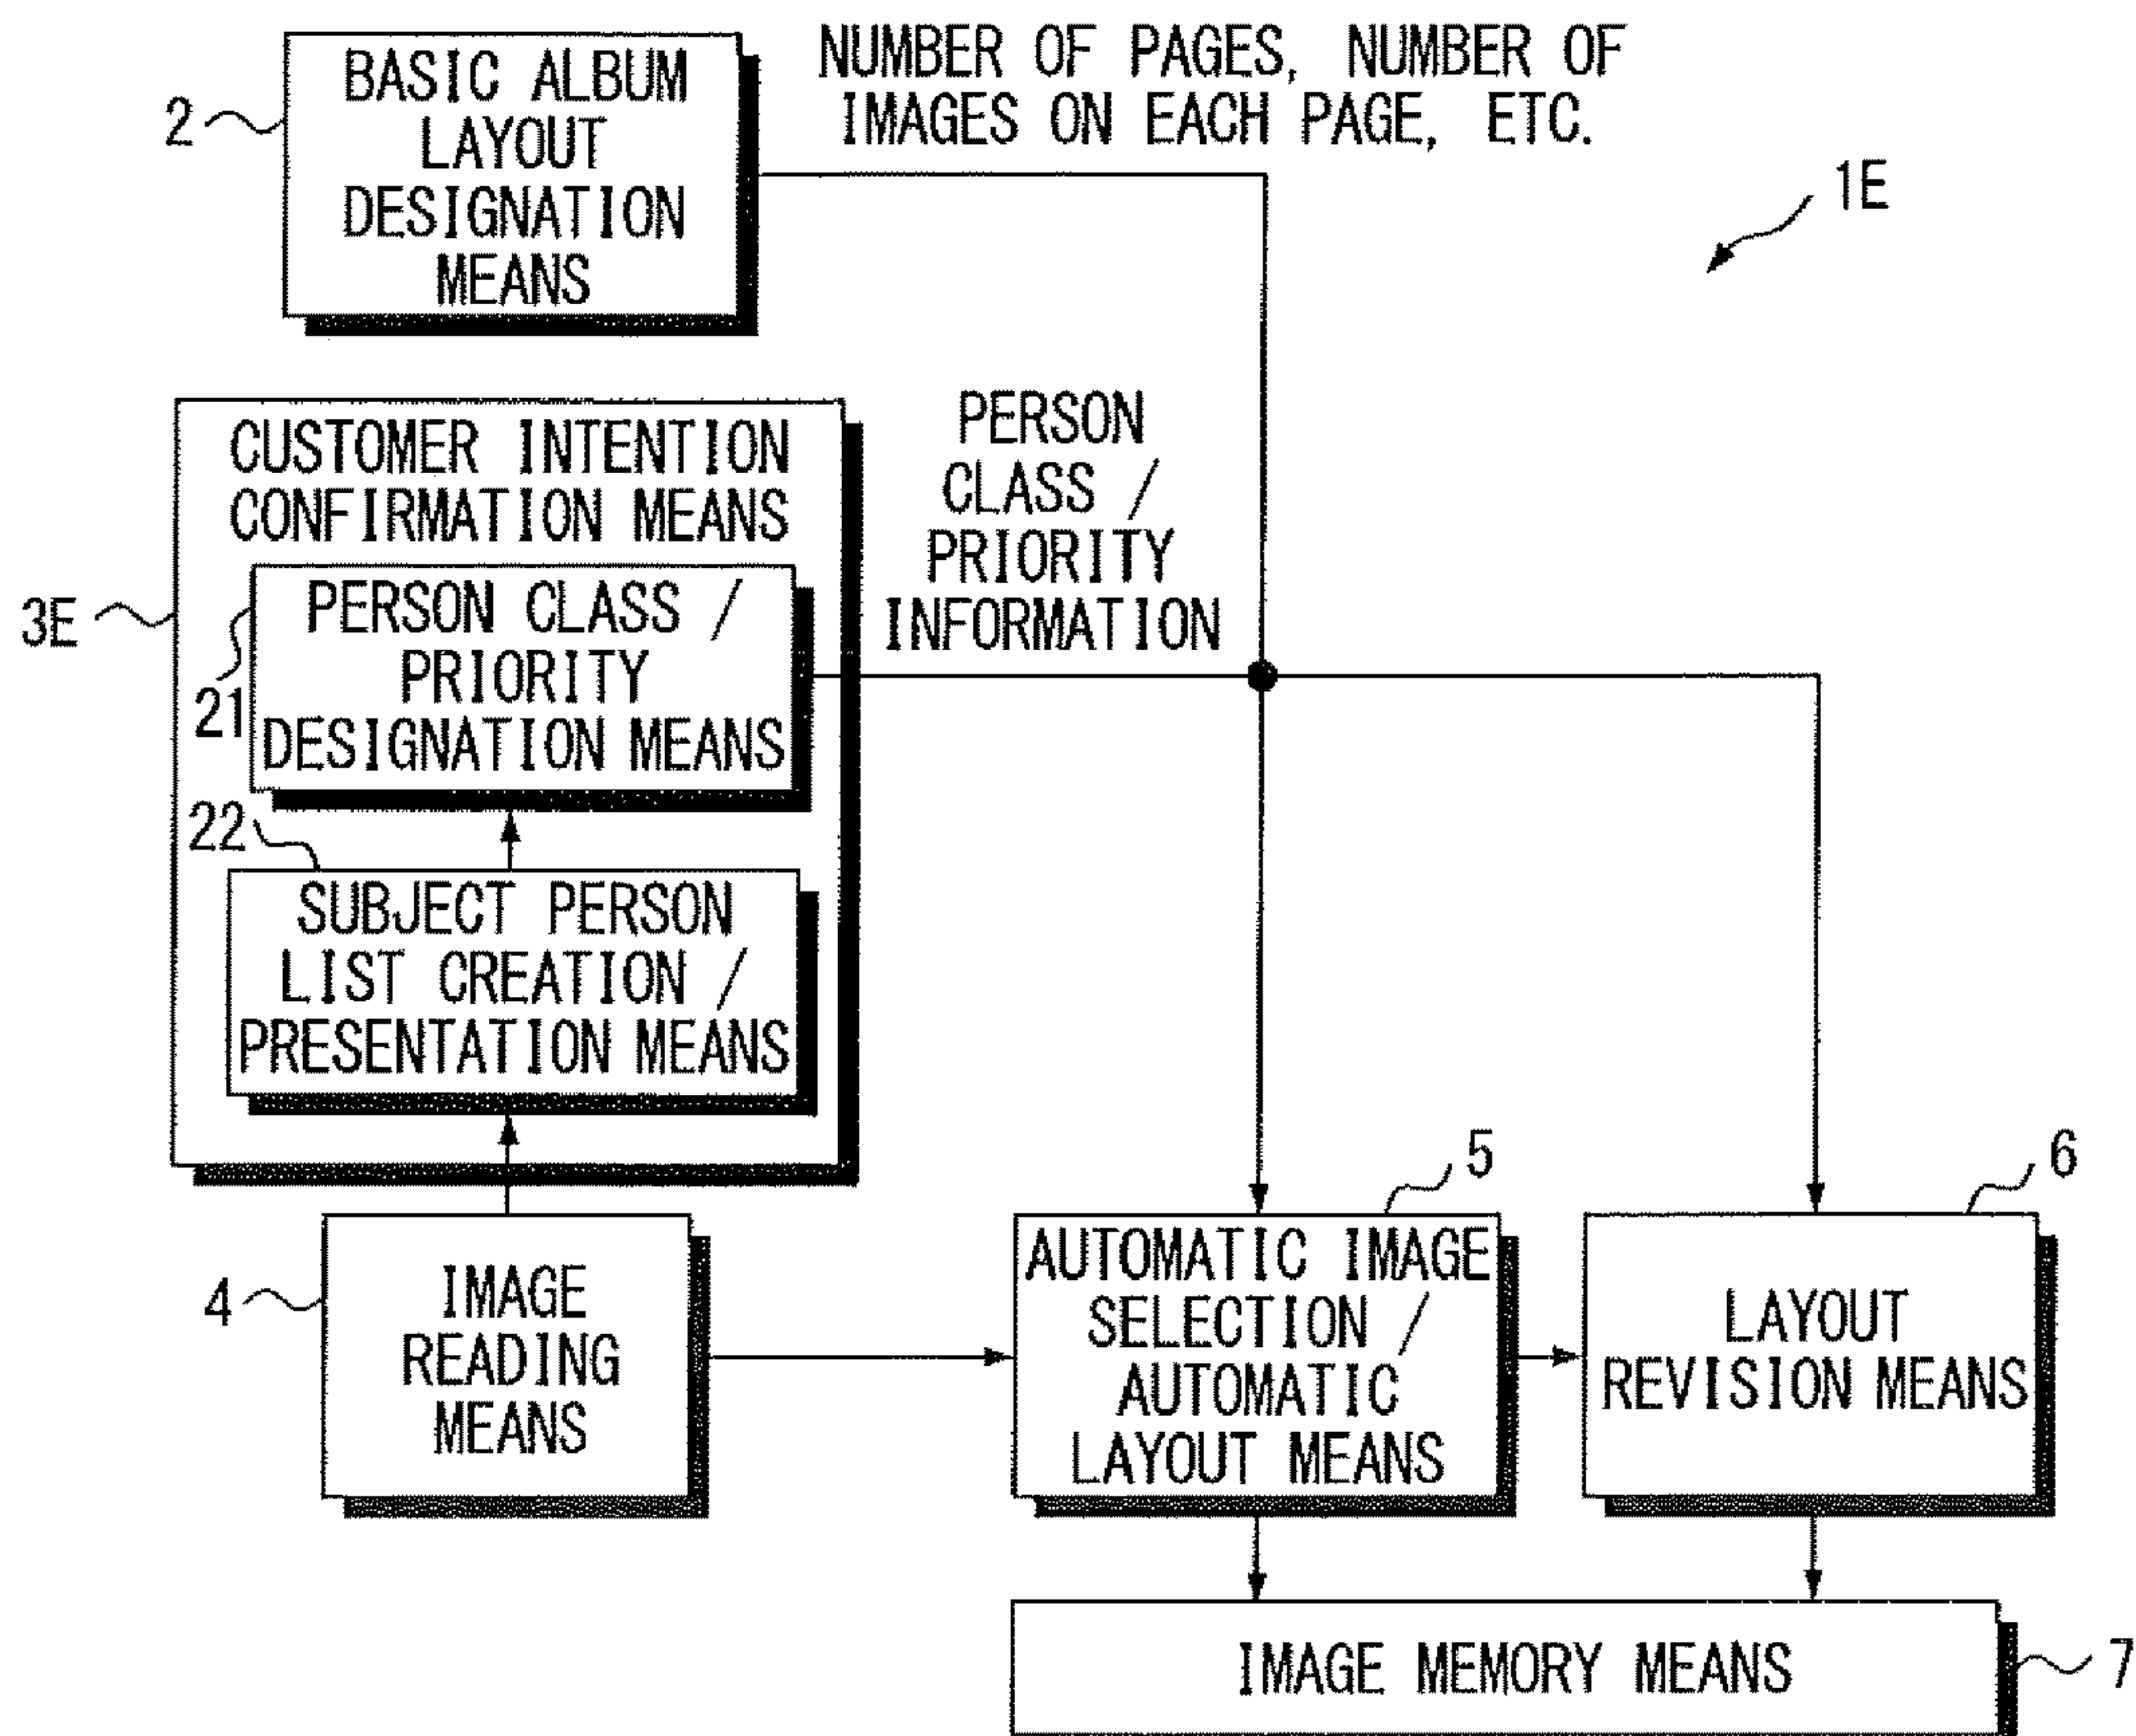 BASIC ALBUM
LAYOUT
DESIGNATION
MEANS
2
NUMBER OF PAGES, NUMBER OF
IMAGES ON EACH PAGE, ETC.
1E
CUSTOMER INTENTION
CONFIRMATION MEANS
3E
PERSON CLASS /
PRIORITY
DESIGNATION MEANS
21
PERSON
CLASS /
PRIORITY
INFORMATION
22
SUBJECT PERSON
LIST CREATION /
PRESENTATION MEANS
4
IMAGE
READING
MEANS
5
AUTOMATIC IMAGE
SELECTION /
AUTOMATIC
LAYOUT MEANS
6
LAYOUT
REVISION MEANS
IMAGE MEMORY MEANS
7